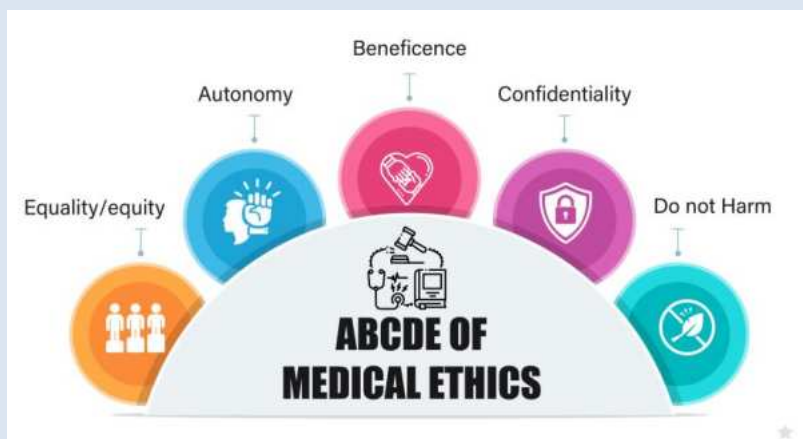 Beneficence
Autonomy
Confidentiality
Equality/equity
Do not Harm
ABCDE OF
MEDICAL ETHICS